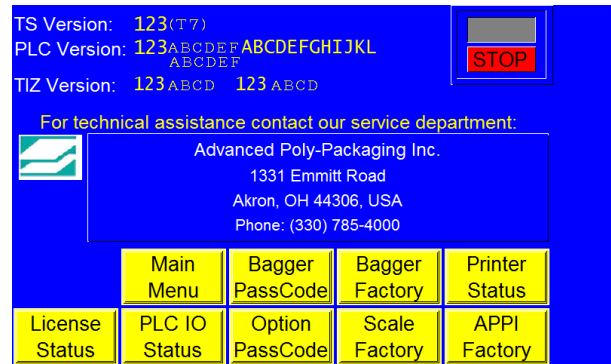 TS Version: 123(T7)
PLC Version: 123ABCDEFABCDEFGHIJKL
ABCDEF
STOP
TIZ Version: 123ABCD 123ABCD
For technical assistance contact our service department:
Advanced Poly-Packaging Inc.
1331 Emmitt Road
Akron, OH 44306, USA
Phone: (330) 785-4000
Main Menu
Bagger PassCode
Bagger Factory
Printer Status
License Status
PLC IO Status
Option PassCode
Scale Factory
APPI Factory